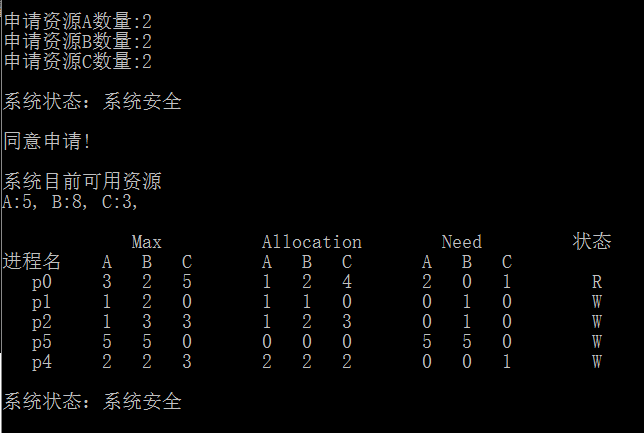 申请资源A数量:2
申请资源B数量:2
申请资源C数量:2
系统状态: 系统安全
同意申请!
系统目前可用资源
A:5, B:8, C:3,
Max Allocation Need 状态
进程名 A B C A B C A B C
p0 3 2 5 1 2 4 2 0 1 R
p1 1 2 0 1 1 0 0 1 0 W
p2 1 3 3 1 2 3 0 1 0 W
p5 5 5 0 0 0 0 5 5 0 W
p4 2 2 3 2 2 2 0 0 1 W
系统状态: 系统安全